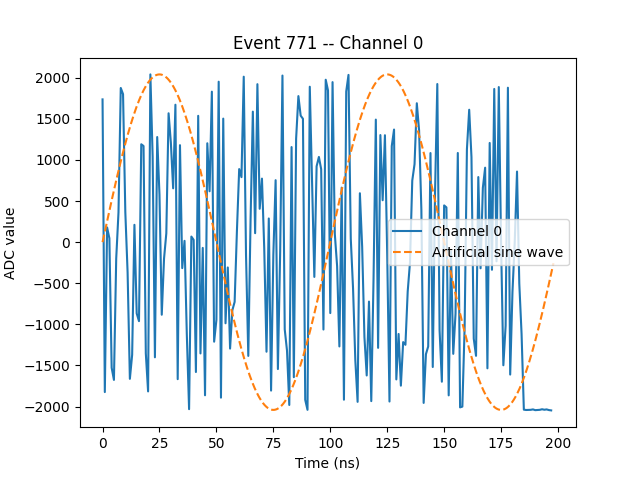 Event 771 -- Channel 0
2000
1500
1000
500
0
−500
−1000
−1500
−2000
ADC value
Channel 0
Artificial sine wave
0 25 50 75 100 125 150 175 200
Time (ns)